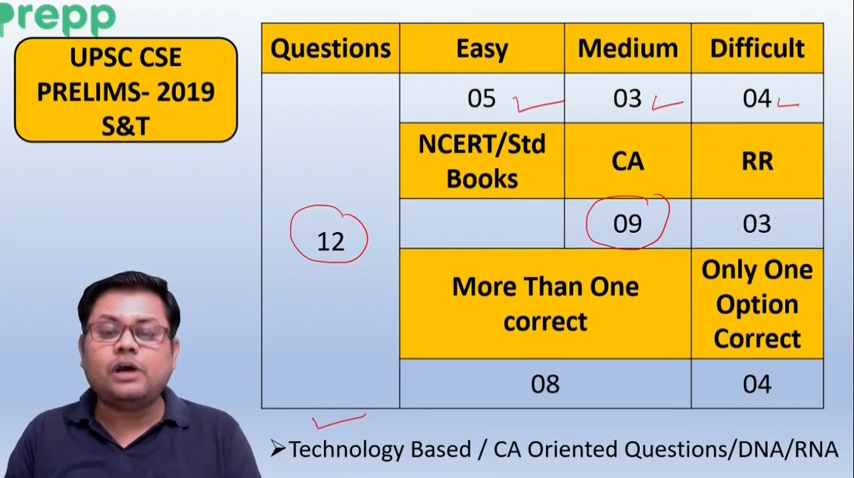 Prepp
UPSC CSE
PRELIMS- 2019
S&T
Questions Easy Medium Difficult
05 03 04
NCERT/Std
Books
CA RR
12
09 03
More Than One
correct
Only One
Option
Correct
08 04
➢Technology Based / CA Oriented Questions/DNA/RNA